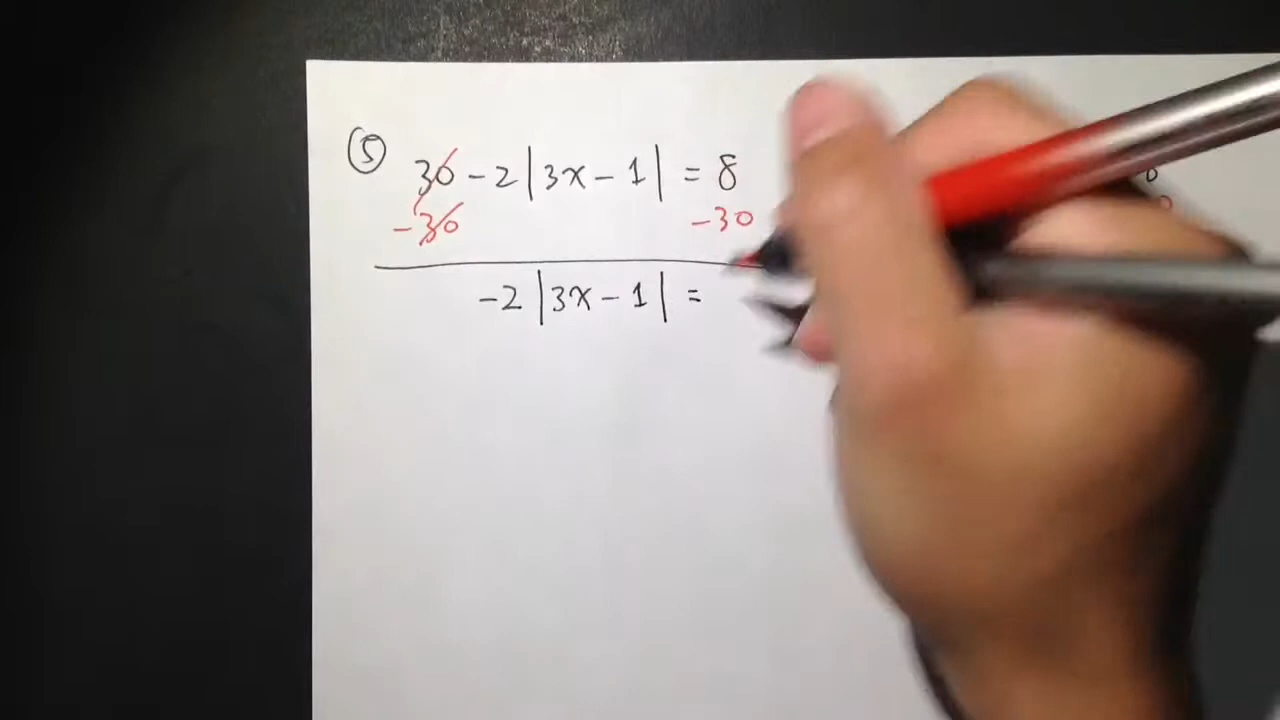 ⑤ 30 - 2|3x - 1| = 8
-30 -30
-2|3x - 1| =